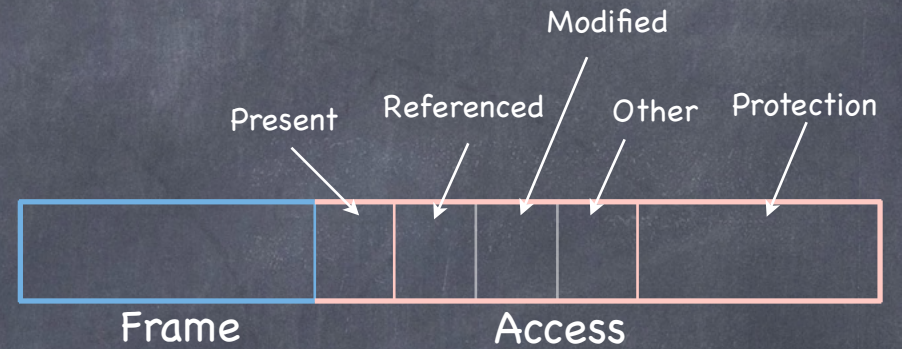 Modified
Present
Referenced
Other
Protection
Frame
Access